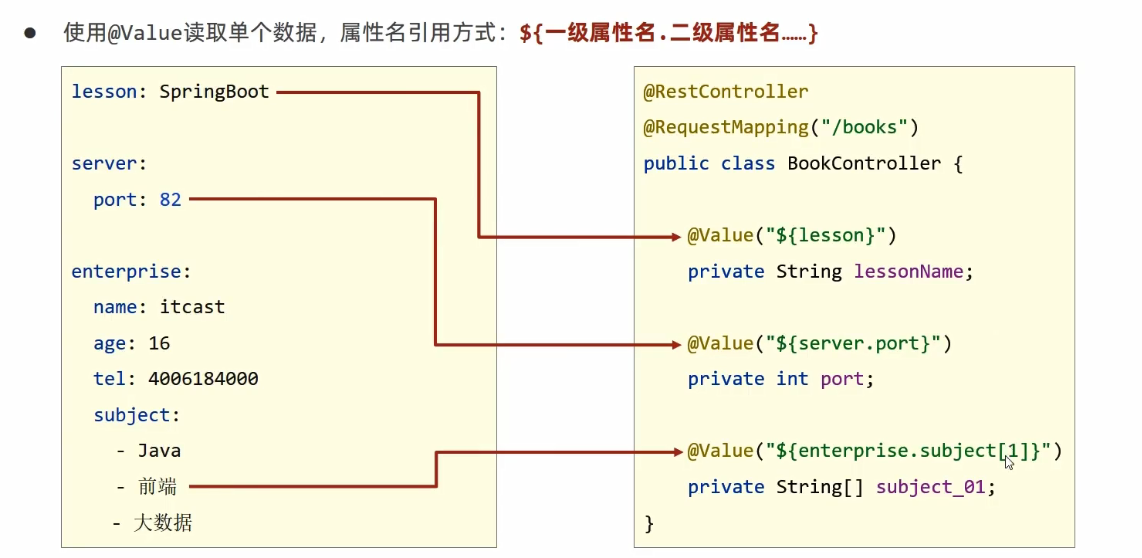 ● 使用@Value读取单个数据，属性名引用方式：${一级属性名.二级属性名……}
lesson: SpringBoot
server:
port: 82
enterprise:
name: itcast
age: 16
tel: 4006184000
subject:
- Java
- 前端
- 大数据
@RestController
@RequestMapping("/books")
public class BookController {
@Value("${lesson}")
private String lessonName;
@Value("${server.port}")
private int port;
@Value("${enterprise.subject[1]}")
private String[] subject_01;
}